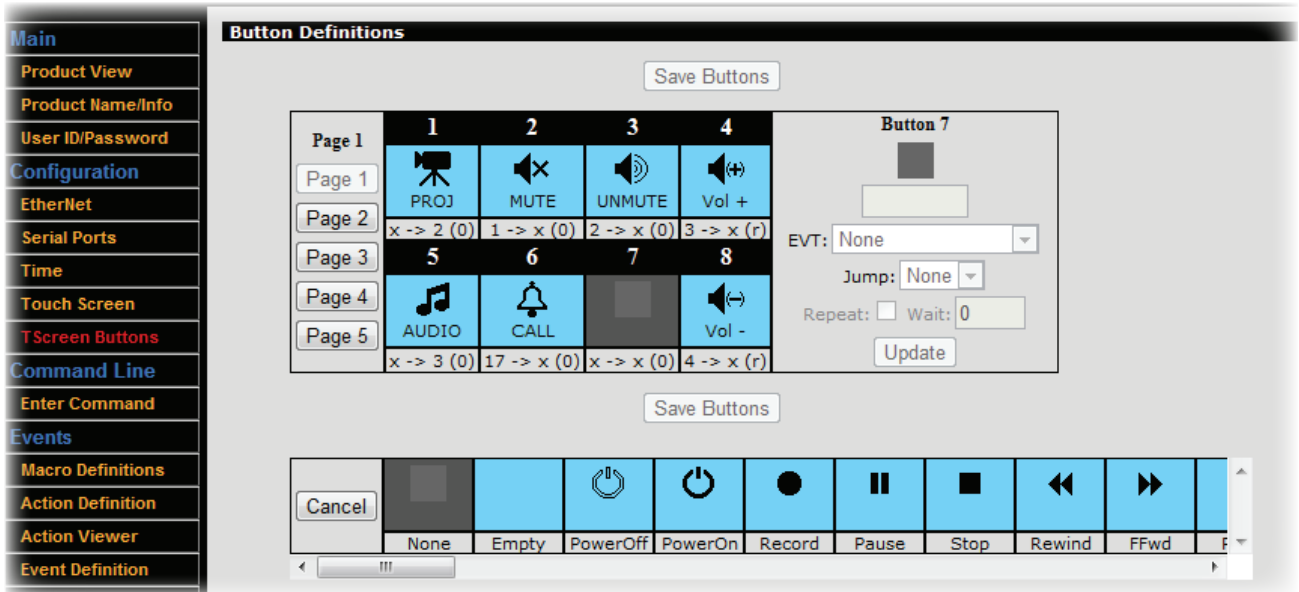 Main
Product View
Product Name/Info
User ID/Password
Configuration
EtherNet
Serial Ports
Time
Touch Screen
TScreen Buttons
Command Line
Enter Command
Events
Macro Definitions
Action Definition
Action Viewer
Event Definition
Button Definitions
Save Buttons
Page 1
Page 1
Page 2
Page 3
Page 4
Page 5
1 2 3 4
PROJ MUTE UNMUTE Vol +
x -> 2 (0) 1 -> x (0) 2 -> x (0) 3 -> x (r)
5 6 7 8
AUDIO CALL Vol -
x -> 3 (0) 17 -> x (0) x -> x (0) 4 -> x (r)
Button 7
EVT: None
Jump: None
Repeat: Wait: 0
Update
Save Buttons
Cancel
None Empty PowerOff PowerOn Record Pause Stop Rewind FFwd